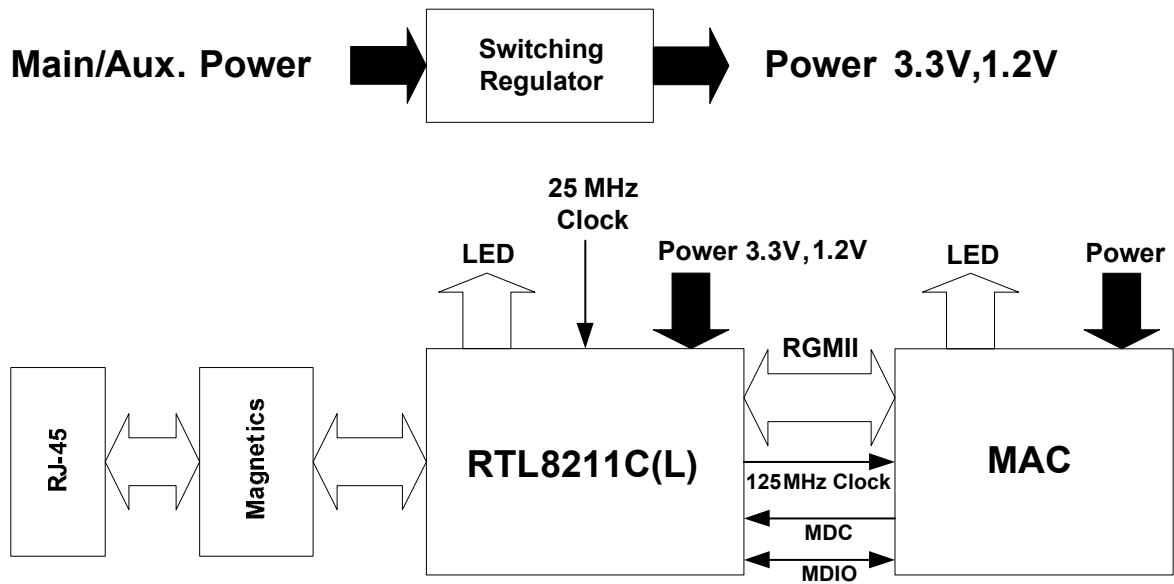 Main/Aux. Power
Switching
Regulator
Power 3.3V,1.2V
25 MHz
Clock
LED
Power 3.3V,1.2V
LED
Power
RGMII
RJ-45
Magnetics
RTL8211C(L)
MAC
125MHz Clock
MDC
MDIO